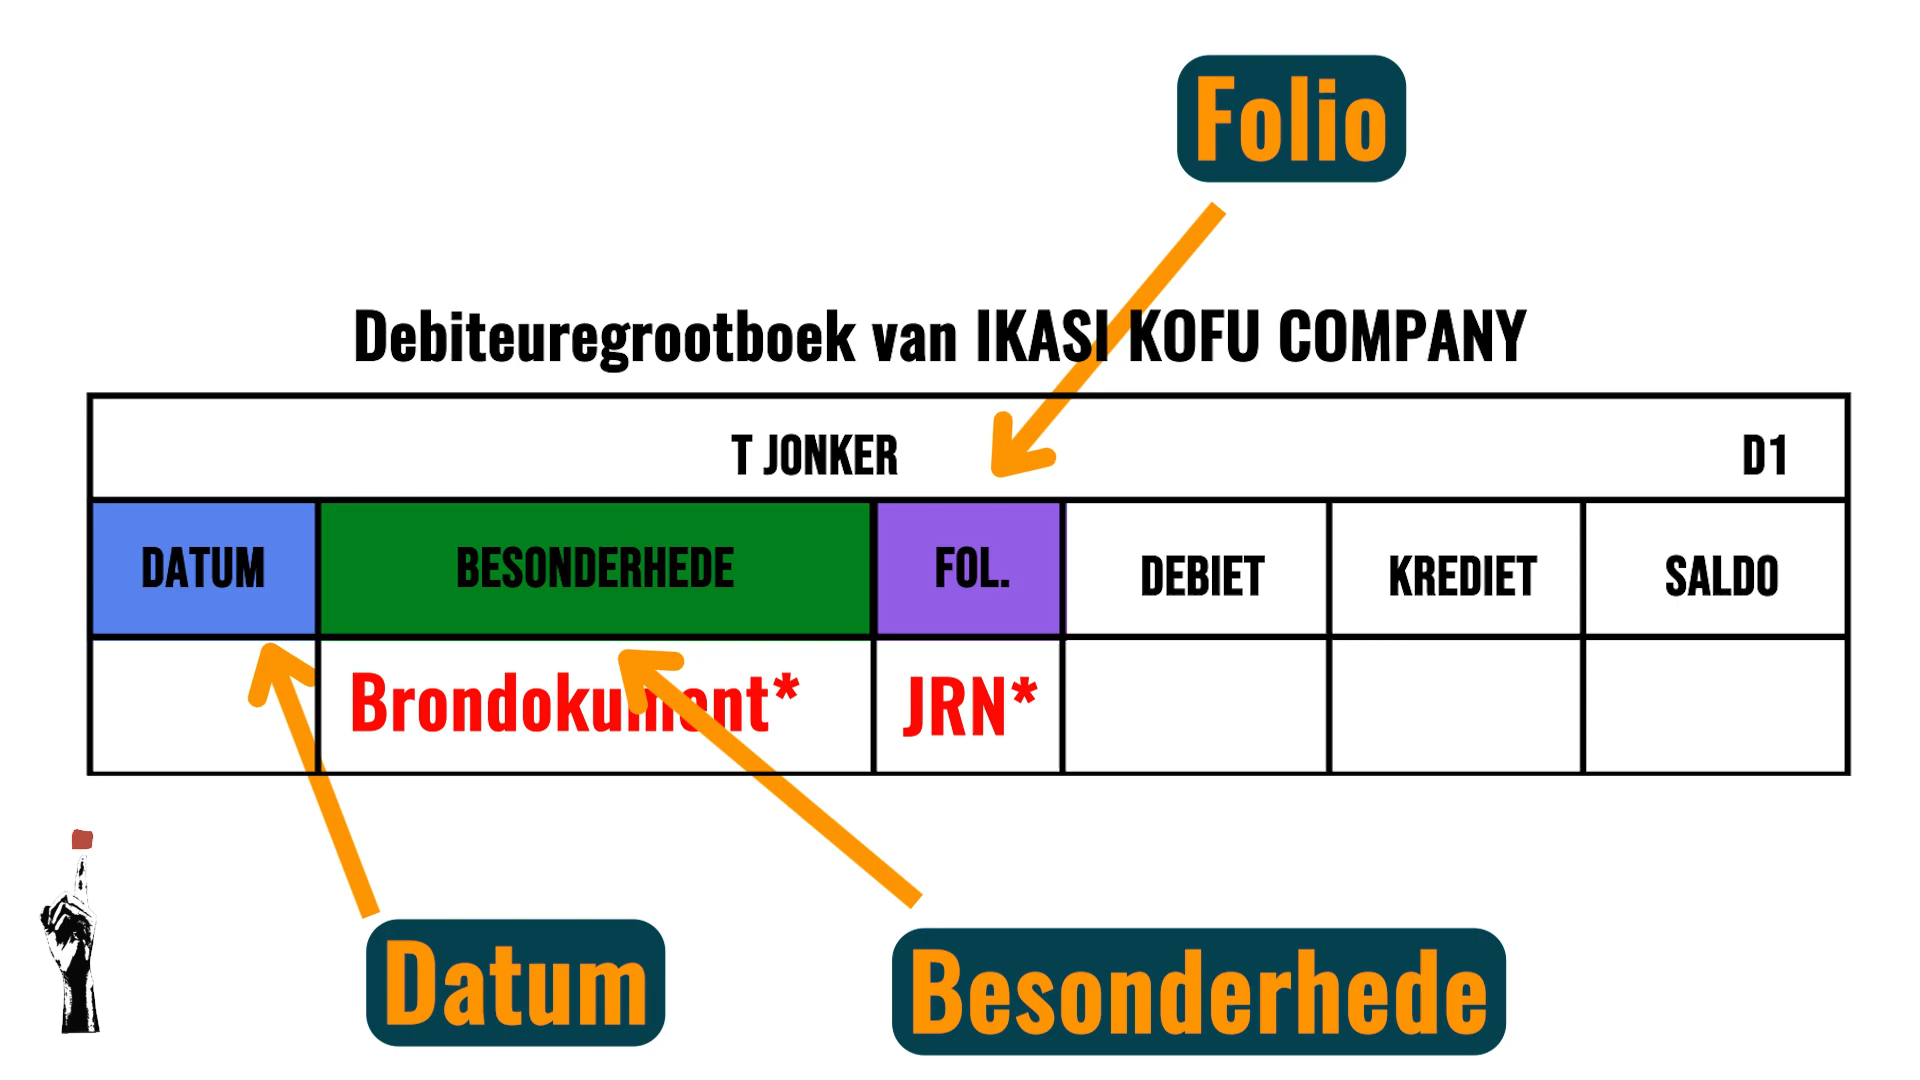 Folio
Debiteuregrootboek van IKASI KOFU COMPANY
T JONKER D1
DATUM BESONDERHEDE FOL. DEBIET KREDIET SALDO
Brondokument* JRN*
Datum
Besonderhede